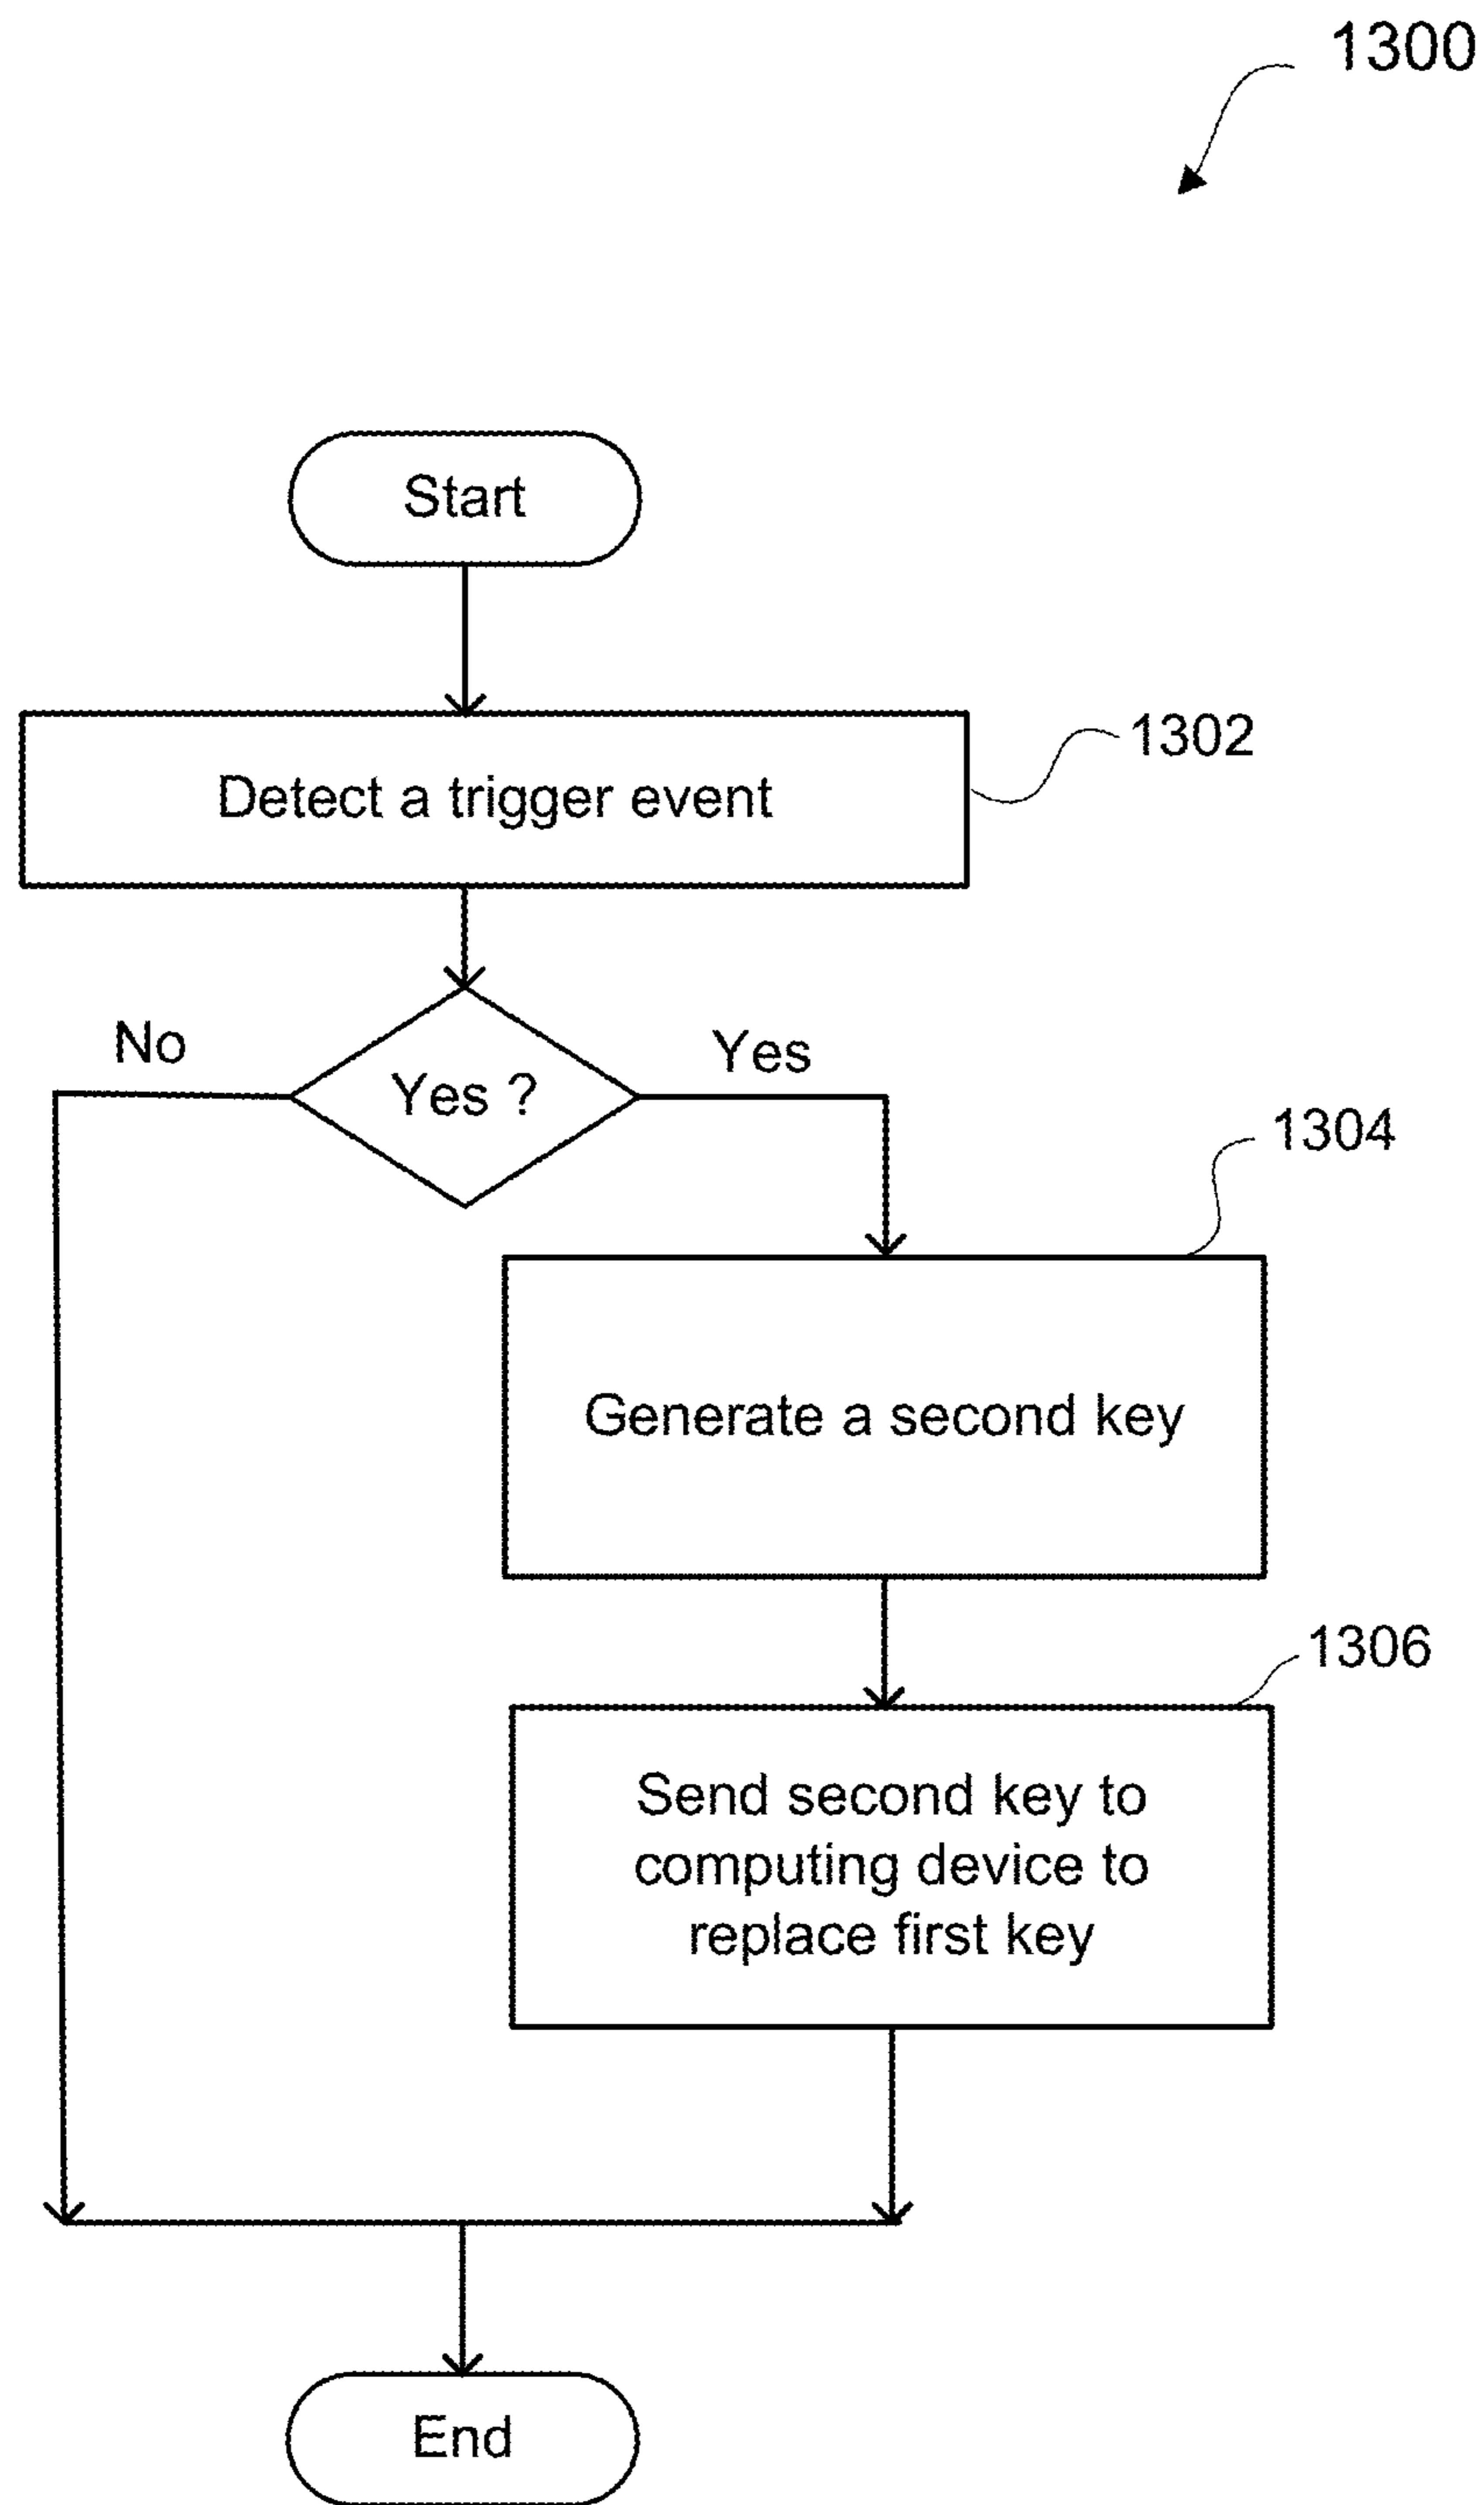 1300
Start
Detect a trigger event
1302
No
Yes ?
Yes
1304
Generate a second key
1306
Send second key to
computing device to
replace first key
End